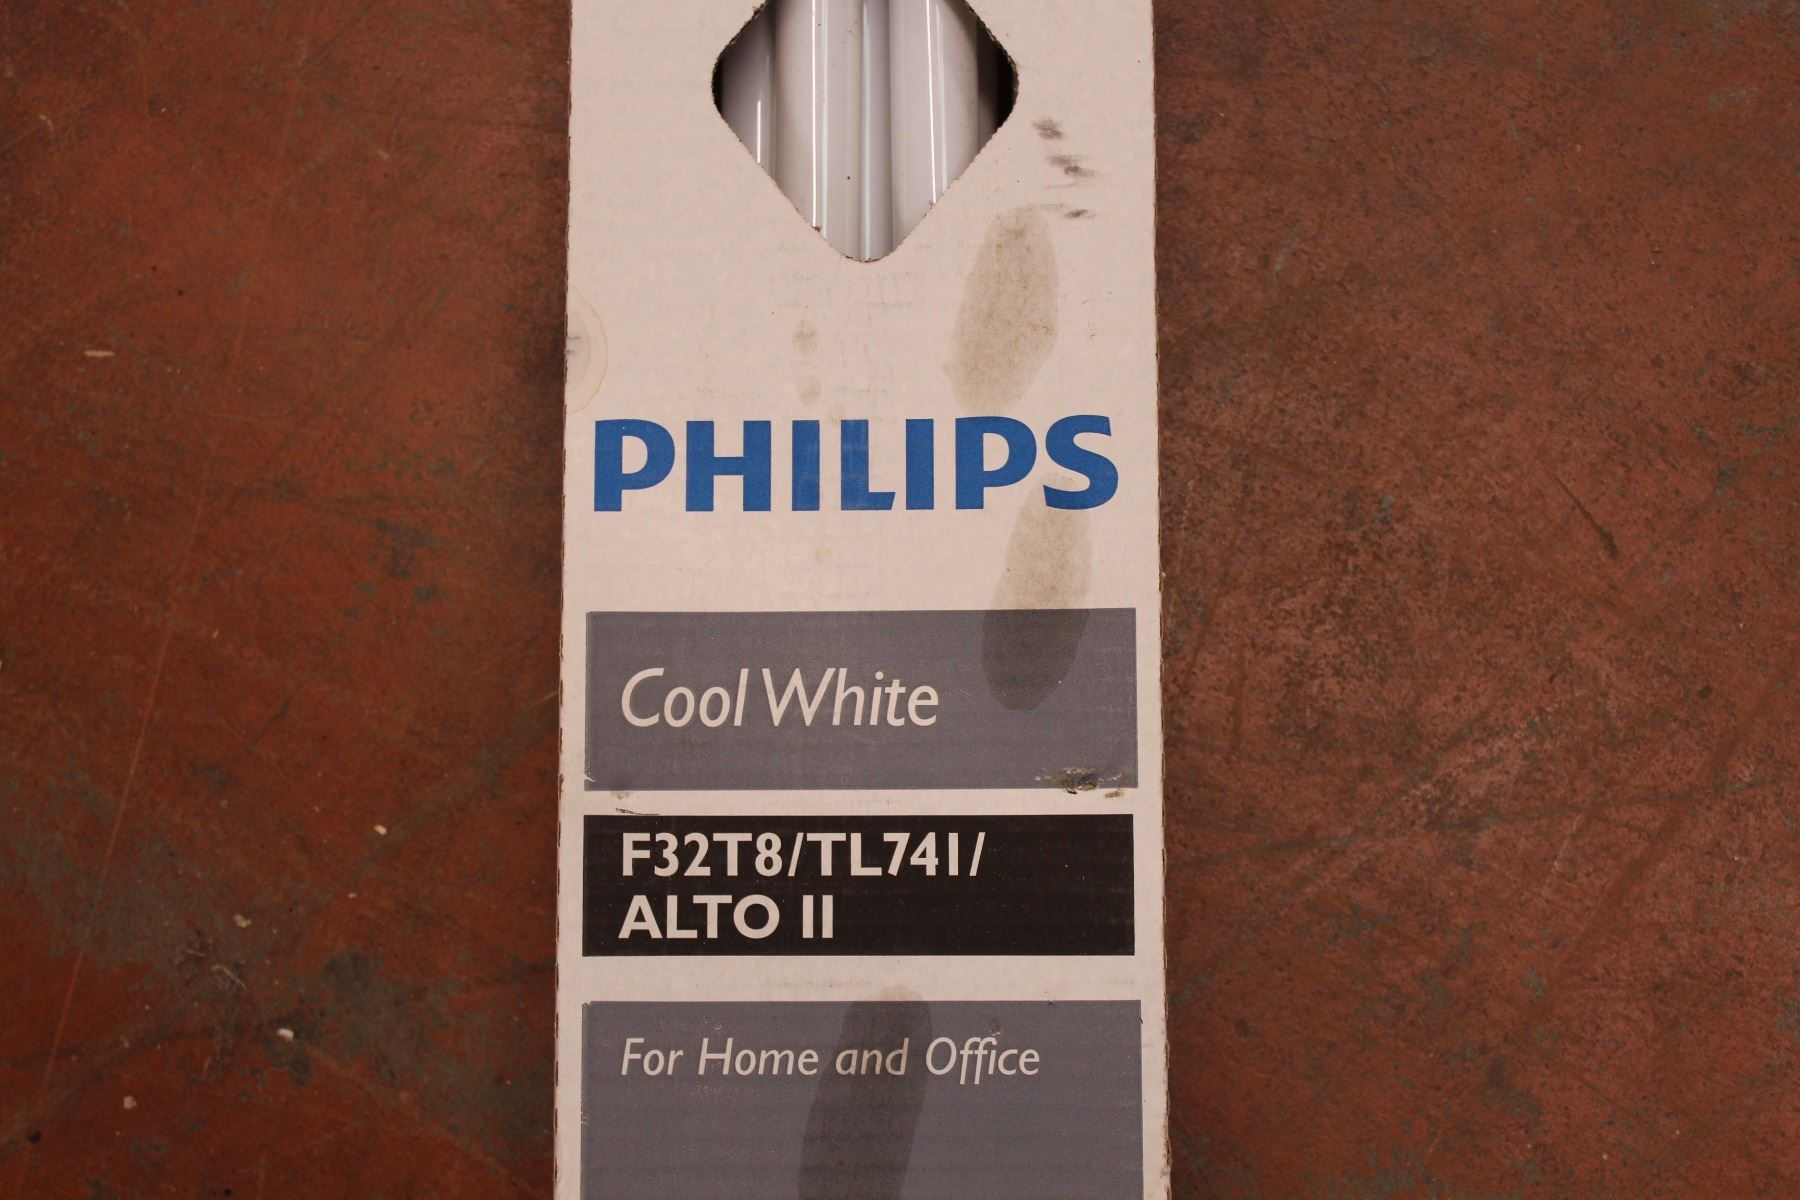 PHILIPS
Cool White
F32T8/TL741/
ALTO II
For Home and Office